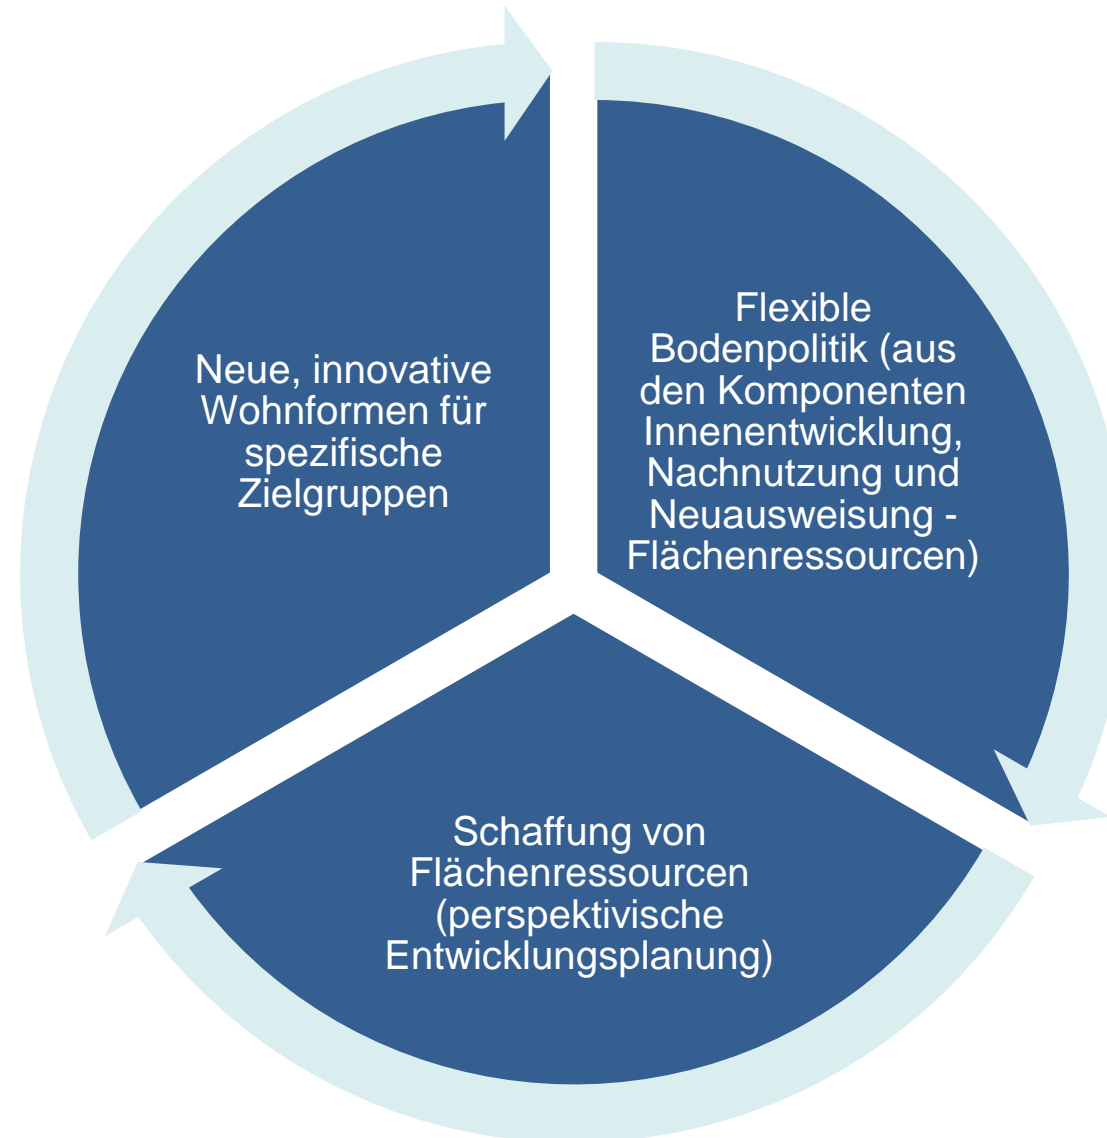 Neue, innovative
Wohnformen für
spezifische
Zielgruppen
Flexible
Bodenpolitik (aus
den Komponenten
Innenentwicklung,
Nachnutzung und
Neuausweisung -
Flächenressourcen)
Schaffung von
Flächenressourcen
(perspektivische
Entwicklungsplanung)